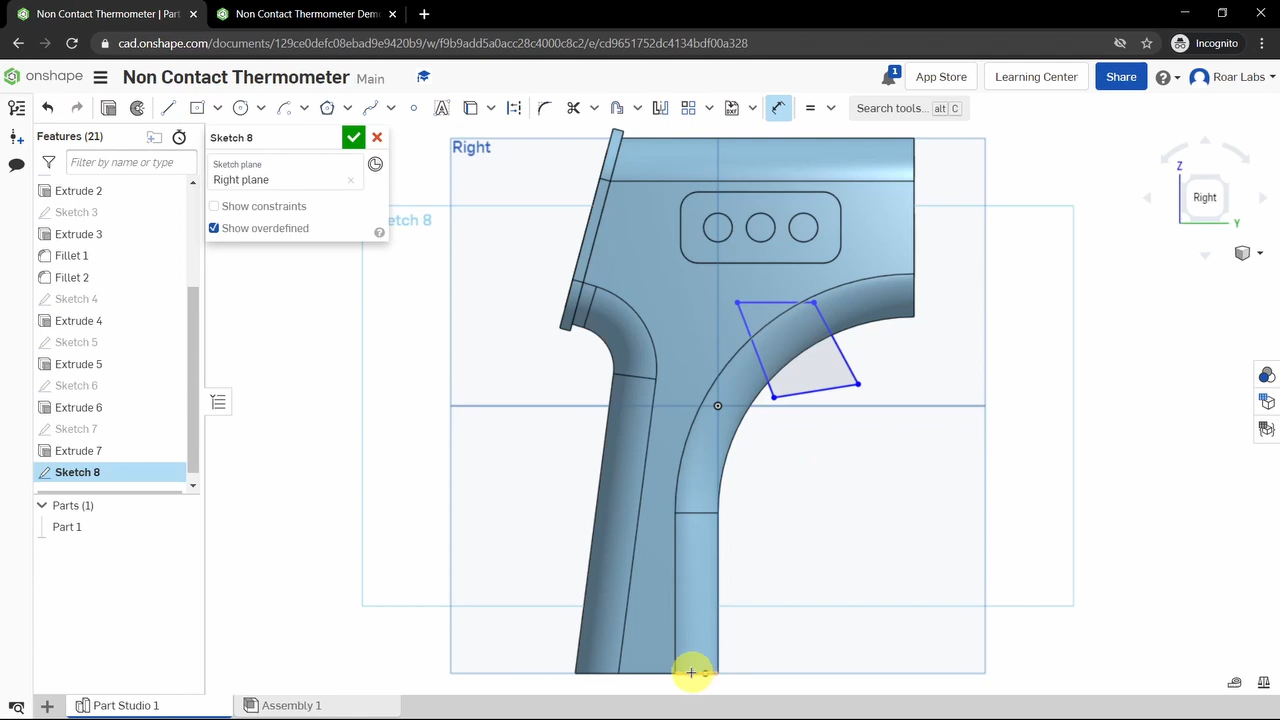 Non Contact Thermometer | Part
Non Contact Thermometer Dem
cad.onshape.com/documents/129ce0defc08ebad9e9420b9/w/f9b9add5a0acc28c4000c8c2/e/cd9651752dc4134bdf00a328
Incognito
onshape
Non Contact Thermometer
Main
1
App Store
Learning Center
Share
Roar Labs
Search tools...
alt
C
Features (21)
Filter by name or type
Extrude 2
Sketch 3
Extrude 3
Fillet 1
Fillet 2
Sketch 4
Extrude 4
Sketch 5
Extrude 5
Sketch 6
Extrude 6
Sketch 7
Extrude 7
Sketch 8
Parts (1)
Part 1
Sketch 8
Sketch plane
Right plane
Show constraints
Show overdefined
Right
etch 8
Z
Right
Y
Part Studio 1
Assembly 1